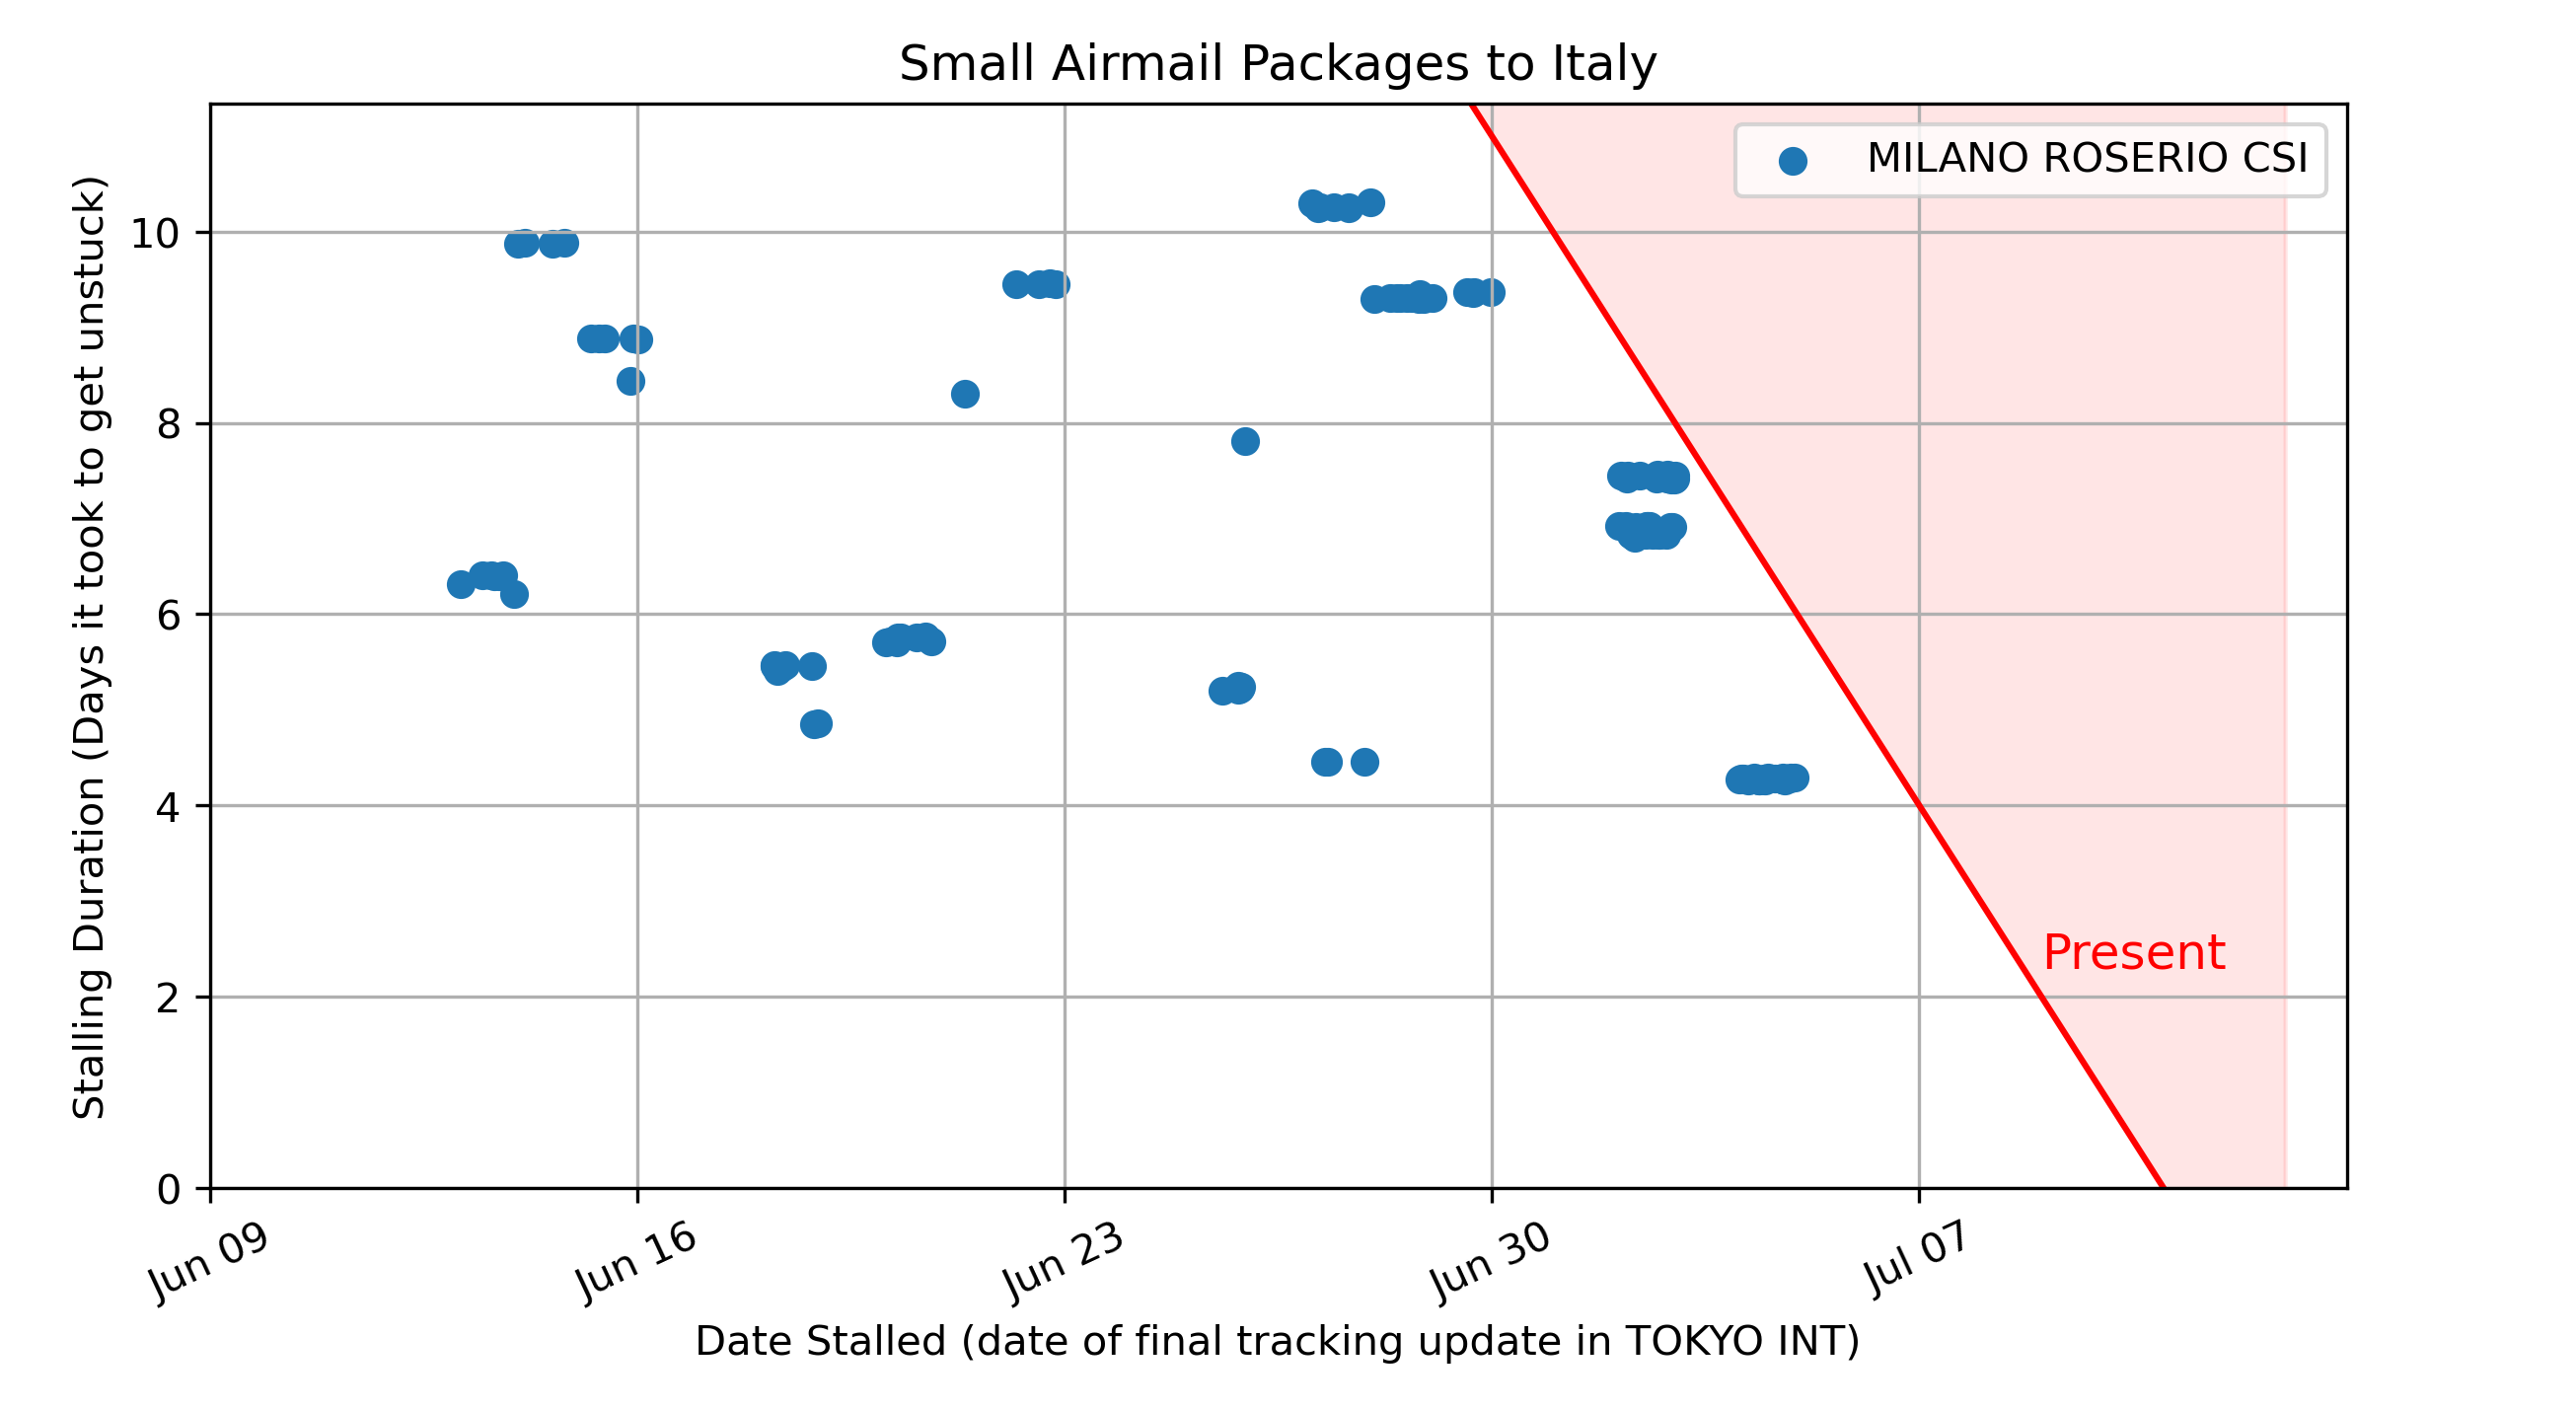 Small Airmail Packages to Italy
MILANO ROSERIO CSI
Stalling Duration (Days it took to get unstuck)
10
8
6
4
2
0
Present
Jun 09
Jun 16
Jun 23
Jun 30
Jul 07
Date Stalled (date of final tracking update in TOKYO INT)